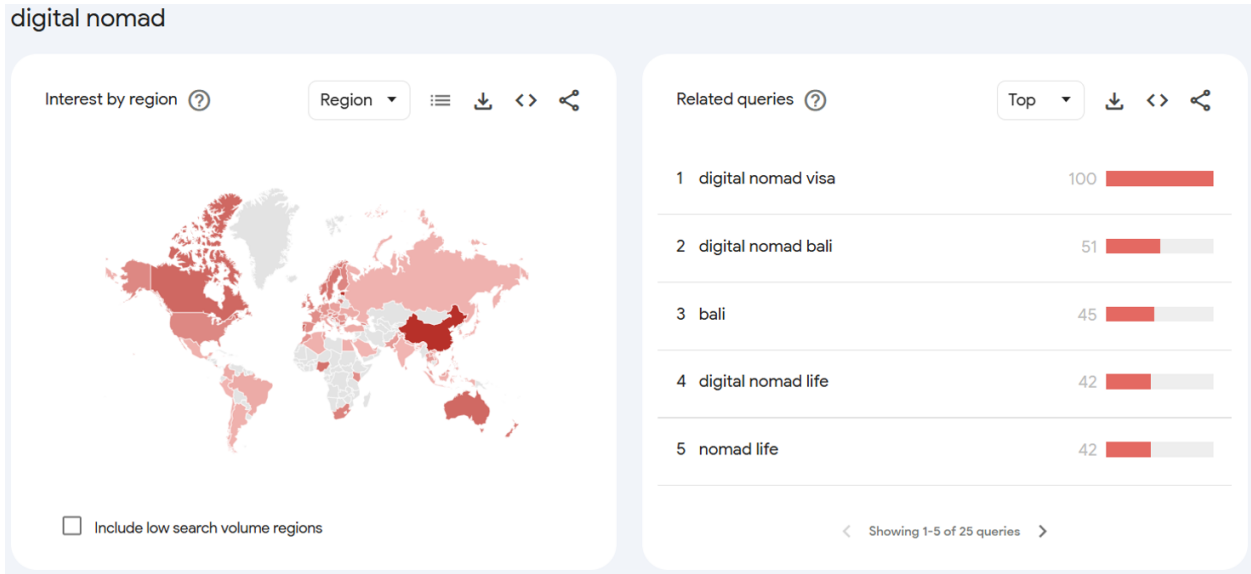 digital nomad
Interest by region
Region
Related queries
Top
1 digital nomad visa 100
2 digital nomad bali 51
3 bali 45
4 digital nomad life 42
5 nomad life 42
Include low search volume regions
Showing 1-5 of 25 queries